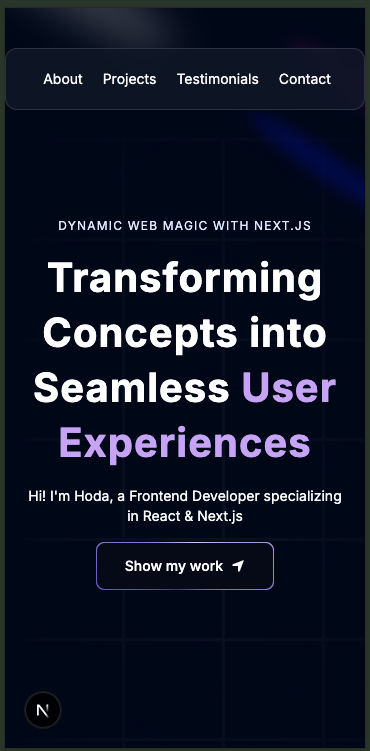 About Projects Testimonials Contact
DYNAMIC WEB MAGIC WITH NEXT.JS
Transforming
Concepts into
Seamless User
Experiences
Hi! I'm Hoda, a Frontend Developer specializing
in React & Next.js
Show my work
N